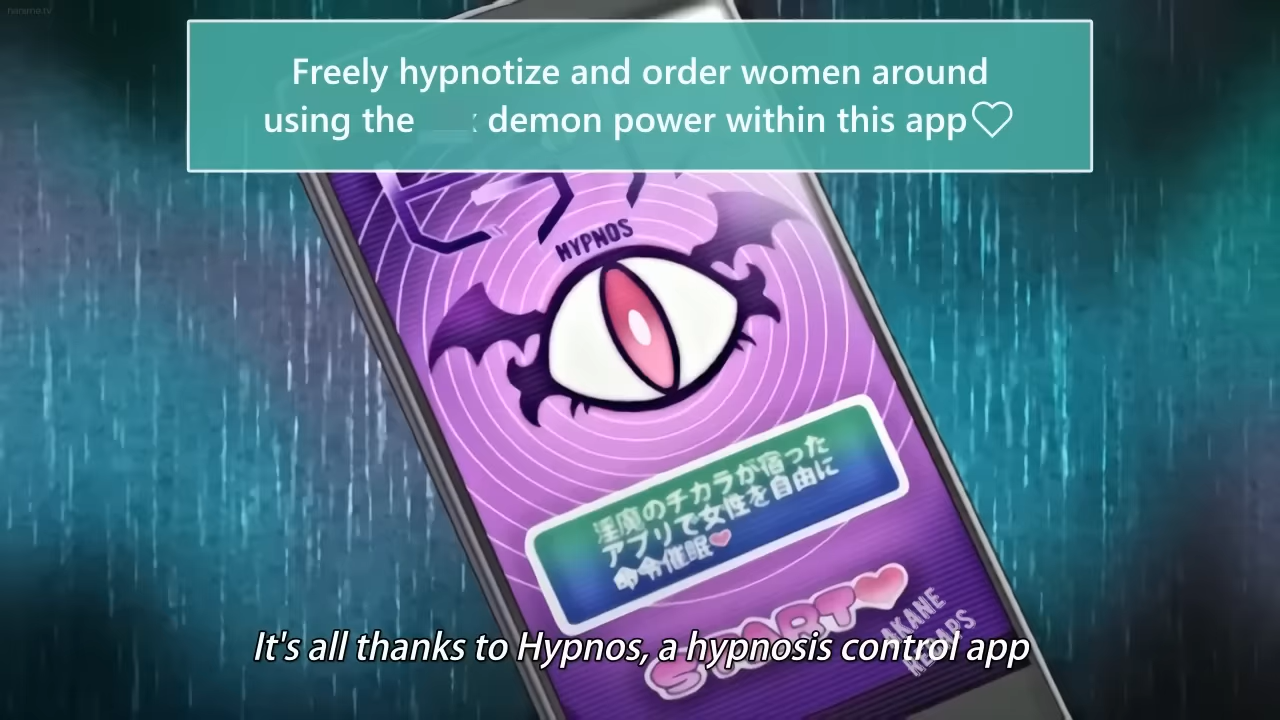 hanime.tv
Freely hypnotize and order women around
using the demon power within this app♡
HYPNOS
淫魔のチカラが宿った
アプリで女性を自由に
命令催眠♥
START♥
AKANE
It's all thanks to Hypnos, a hypnosis control app